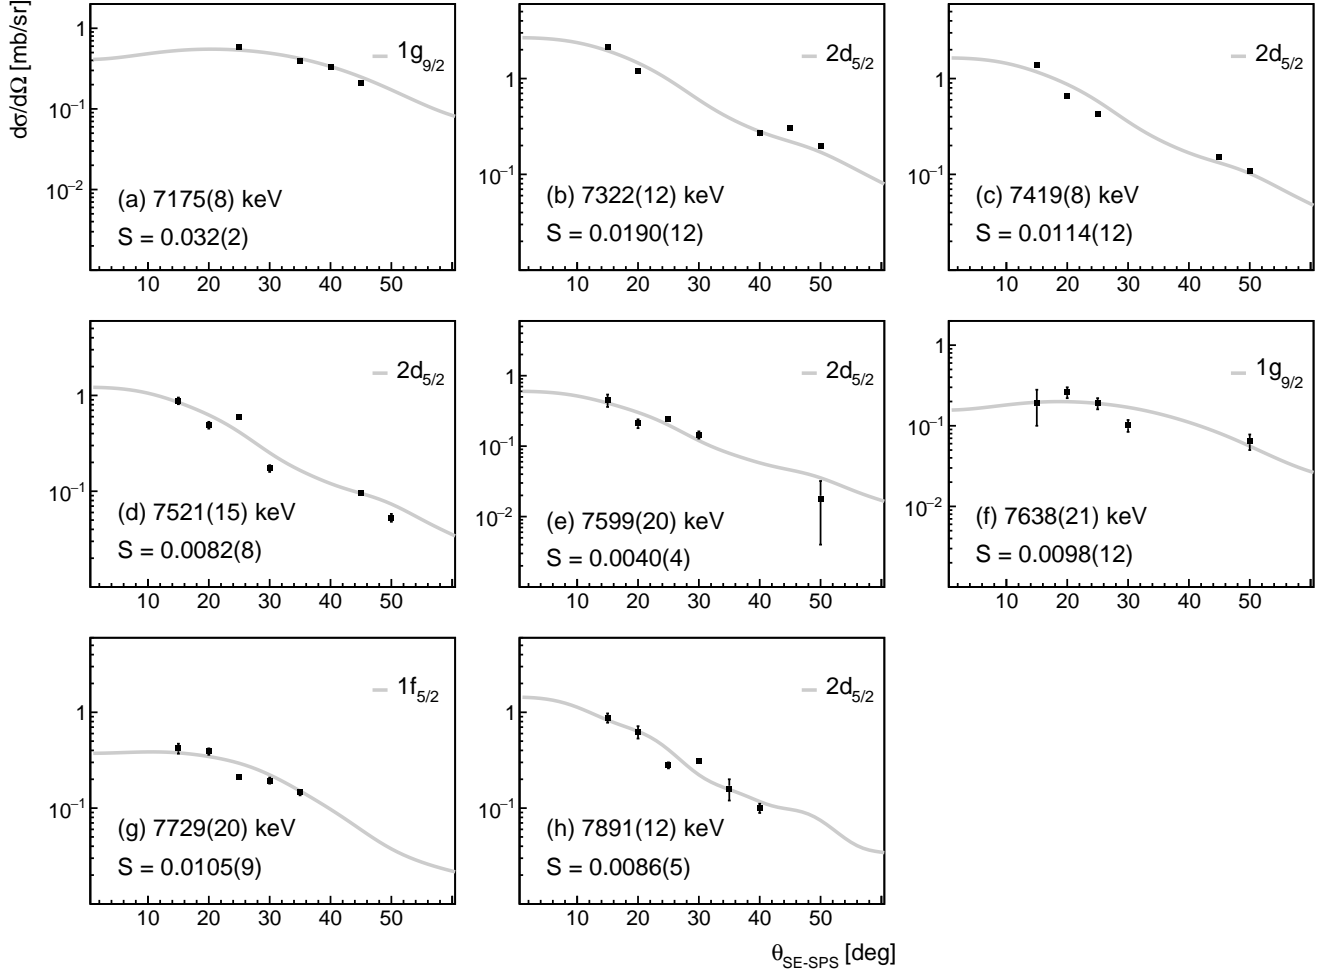 dσ/dΩ [mb/sr]
1
10⁻¹
10⁻²
1g₉/₂
(a) 7175(8) keV
S = 0.032(2)
10 20 30 40 50
1
10⁻¹
2d₅/₂
(b) 7322(12) keV
S = 0.0190(12)
10 20 30 40 50
1
10⁻¹
2d₅/₂
(c) 7419(8) keV
S = 0.0114(12)
10 20 30 40 50
1
10⁻¹
2d₅/₂
(d) 7521(15) keV
S = 0.0082(8)
10 20 30 40 50
1
10⁻¹
10⁻²
2d₅/₂
(e) 7599(20) keV
S = 0.0040(4)
10 20 30 40 50
1
10⁻¹
10⁻²
1g₉/₂
(f) 7638(21) keV
S = 0.0098(12)
10 20 30 40 50
1
10⁻¹
1f₅/₂
(g) 7729(20) keV
S = 0.0105(9)
10 20 30 40 50
1
10⁻¹
2d₅/₂
(h) 7891(12) keV
S = 0.0086(5)
10 20 30 40 50
θSE-SPS [deg]